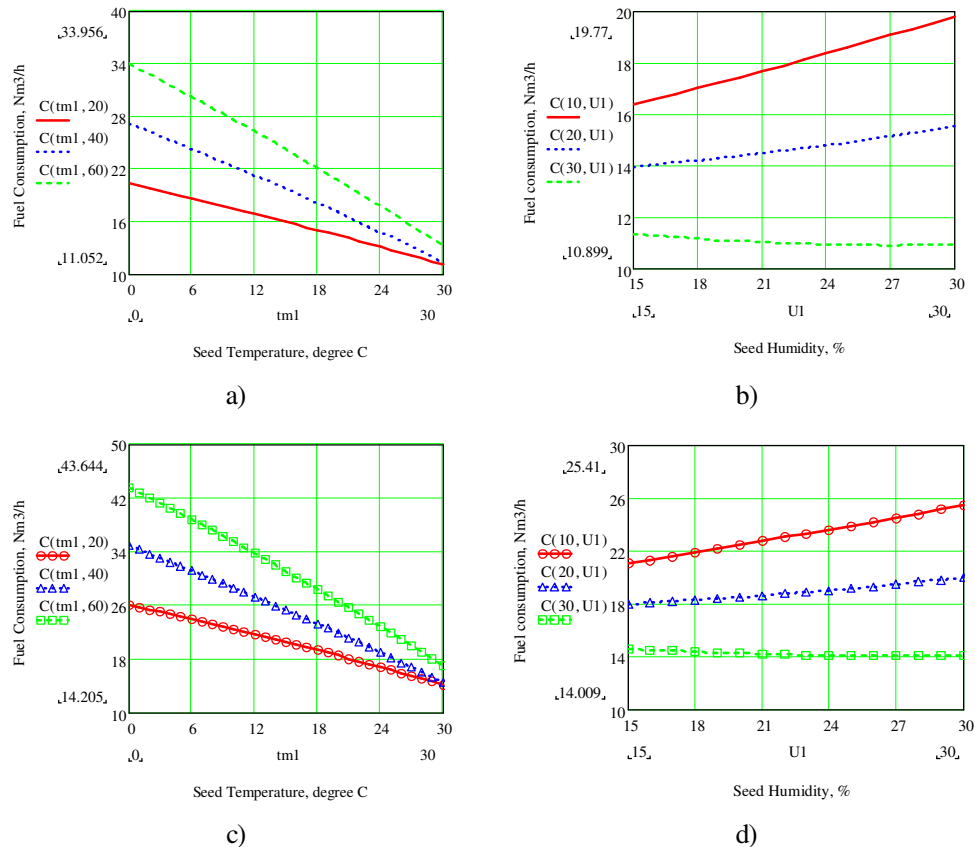 40
33.956
34
C(tm1, 20)
28
C(tm1, 40)
22
C(tm1, 60)
16
11.052
10
Fuel Consumption, Nm3/h
0 6 12 18 24 30
0 tm1 30
Seed Temperature, degree C
a)
20
19.77
18
C(10, U1)
16
C(20, U1)
14
C(30, U1)
12
10.899
10
Fuel consumption, Nm3/h
15 18 21 24 27 30
15 U1 30
Seed Humidity, %
b)
50
43.644
42
C(tm1, 20)
34
C(tm1, 40)
26
C(tm1, 60)
18
14.205
10
Fuel Consumption, Nm3/h
0 6 12 18 24 30
0 tm1 30
Seed Temperature, degree C
c)
30
25.41
26
C(10, U1)
22
C(20, U1)
18
C(30, U1)
14
14.009
10
Fuel consumption, Nm3/h
15 18 21 24 27 30
15 U1 30
Seed Humidity, %
d)